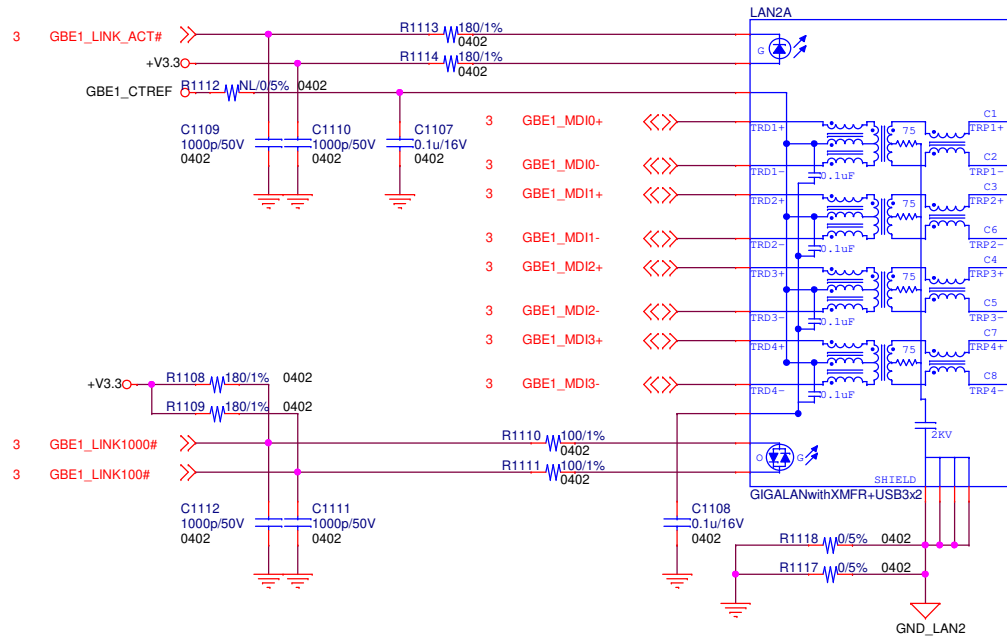 LAN2A
3 GBE1_LINK_ACT#
R1113 180/1%
0402
G
+V3.3
R1114 180/1%
0402
GBE1_CTREF
R1112 NL/0/5% 0402
C1109
1000p/50V
0402
C1110
1000p/50V
0402
C1107
0.1u/16V
0402
3 GBE1_MDI0+
TRD1+
75
C1
TRP1+
3 GBE1_MDI0-
TRD1-
0.1uF
C2
TRP1-
3 GBE1_MDI1+
TRD2+
75
C3
TRP2+
3 GBE1_MDI1-
TRD2-
0.1uF
C6
TRP2-
3 GBE1_MDI2+
TRD3+
75
C4
TRP3+
3 GBE1_MDI2-
TRD3-
0.1uF
C5
TRP3-
3 GBE1_MDI3+
TRD4+
75
C7
TRP4+
3 GBE1_MDI3-
TRD4-
0.1uF
C8
TRP4-
+V3.3
R1108 180/1% 0402
R1109 180/1% 0402
3 GBE1_LINK1000#
R1110 100/1%
0402
3 GBE1_LINK100#
R1111 100/1%
0402
O G
2KV
SHIELD
GIGALANwithXMFR+USB3x2
C1112
1000p/50V
0402
C1111
1000p/50V
0402
C1108
0.1u/16V
0402
R1118 0/5% 0402
R1117 0/5% 0402
GND_LAN2